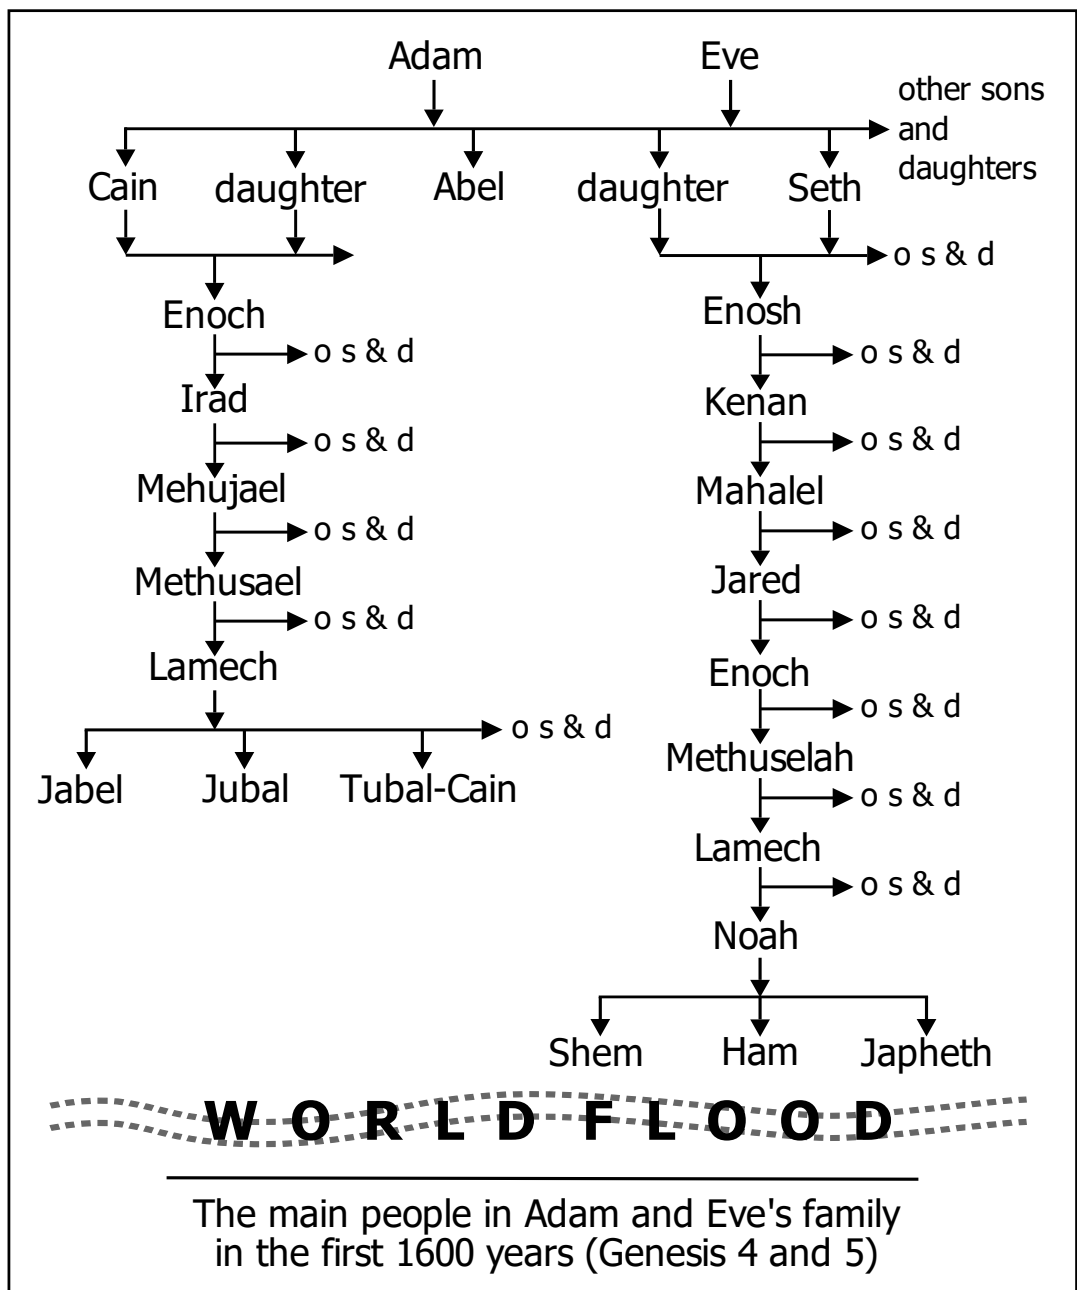 Adam Eve
other sons
and
daughters
Cain daughter Abel daughter Seth
o s & d
Enoch Enosh
o s & d o s & d
Irad Kenan
o s & d o s & d
Mehujael Mahalel
o s & d o s & d
Methusael Jared
o s & d o s & d
Lamech Enoch
o s & d
o s & d
Methuselah
Jabel Jubal Tubal-Cain
o s & d
Lamech
o s & d
Noah
Shem Ham Japheth
WORLD FLOOD
The main people in Adam and Eve's family
in the first 1600 years (Genesis 4 and 5)